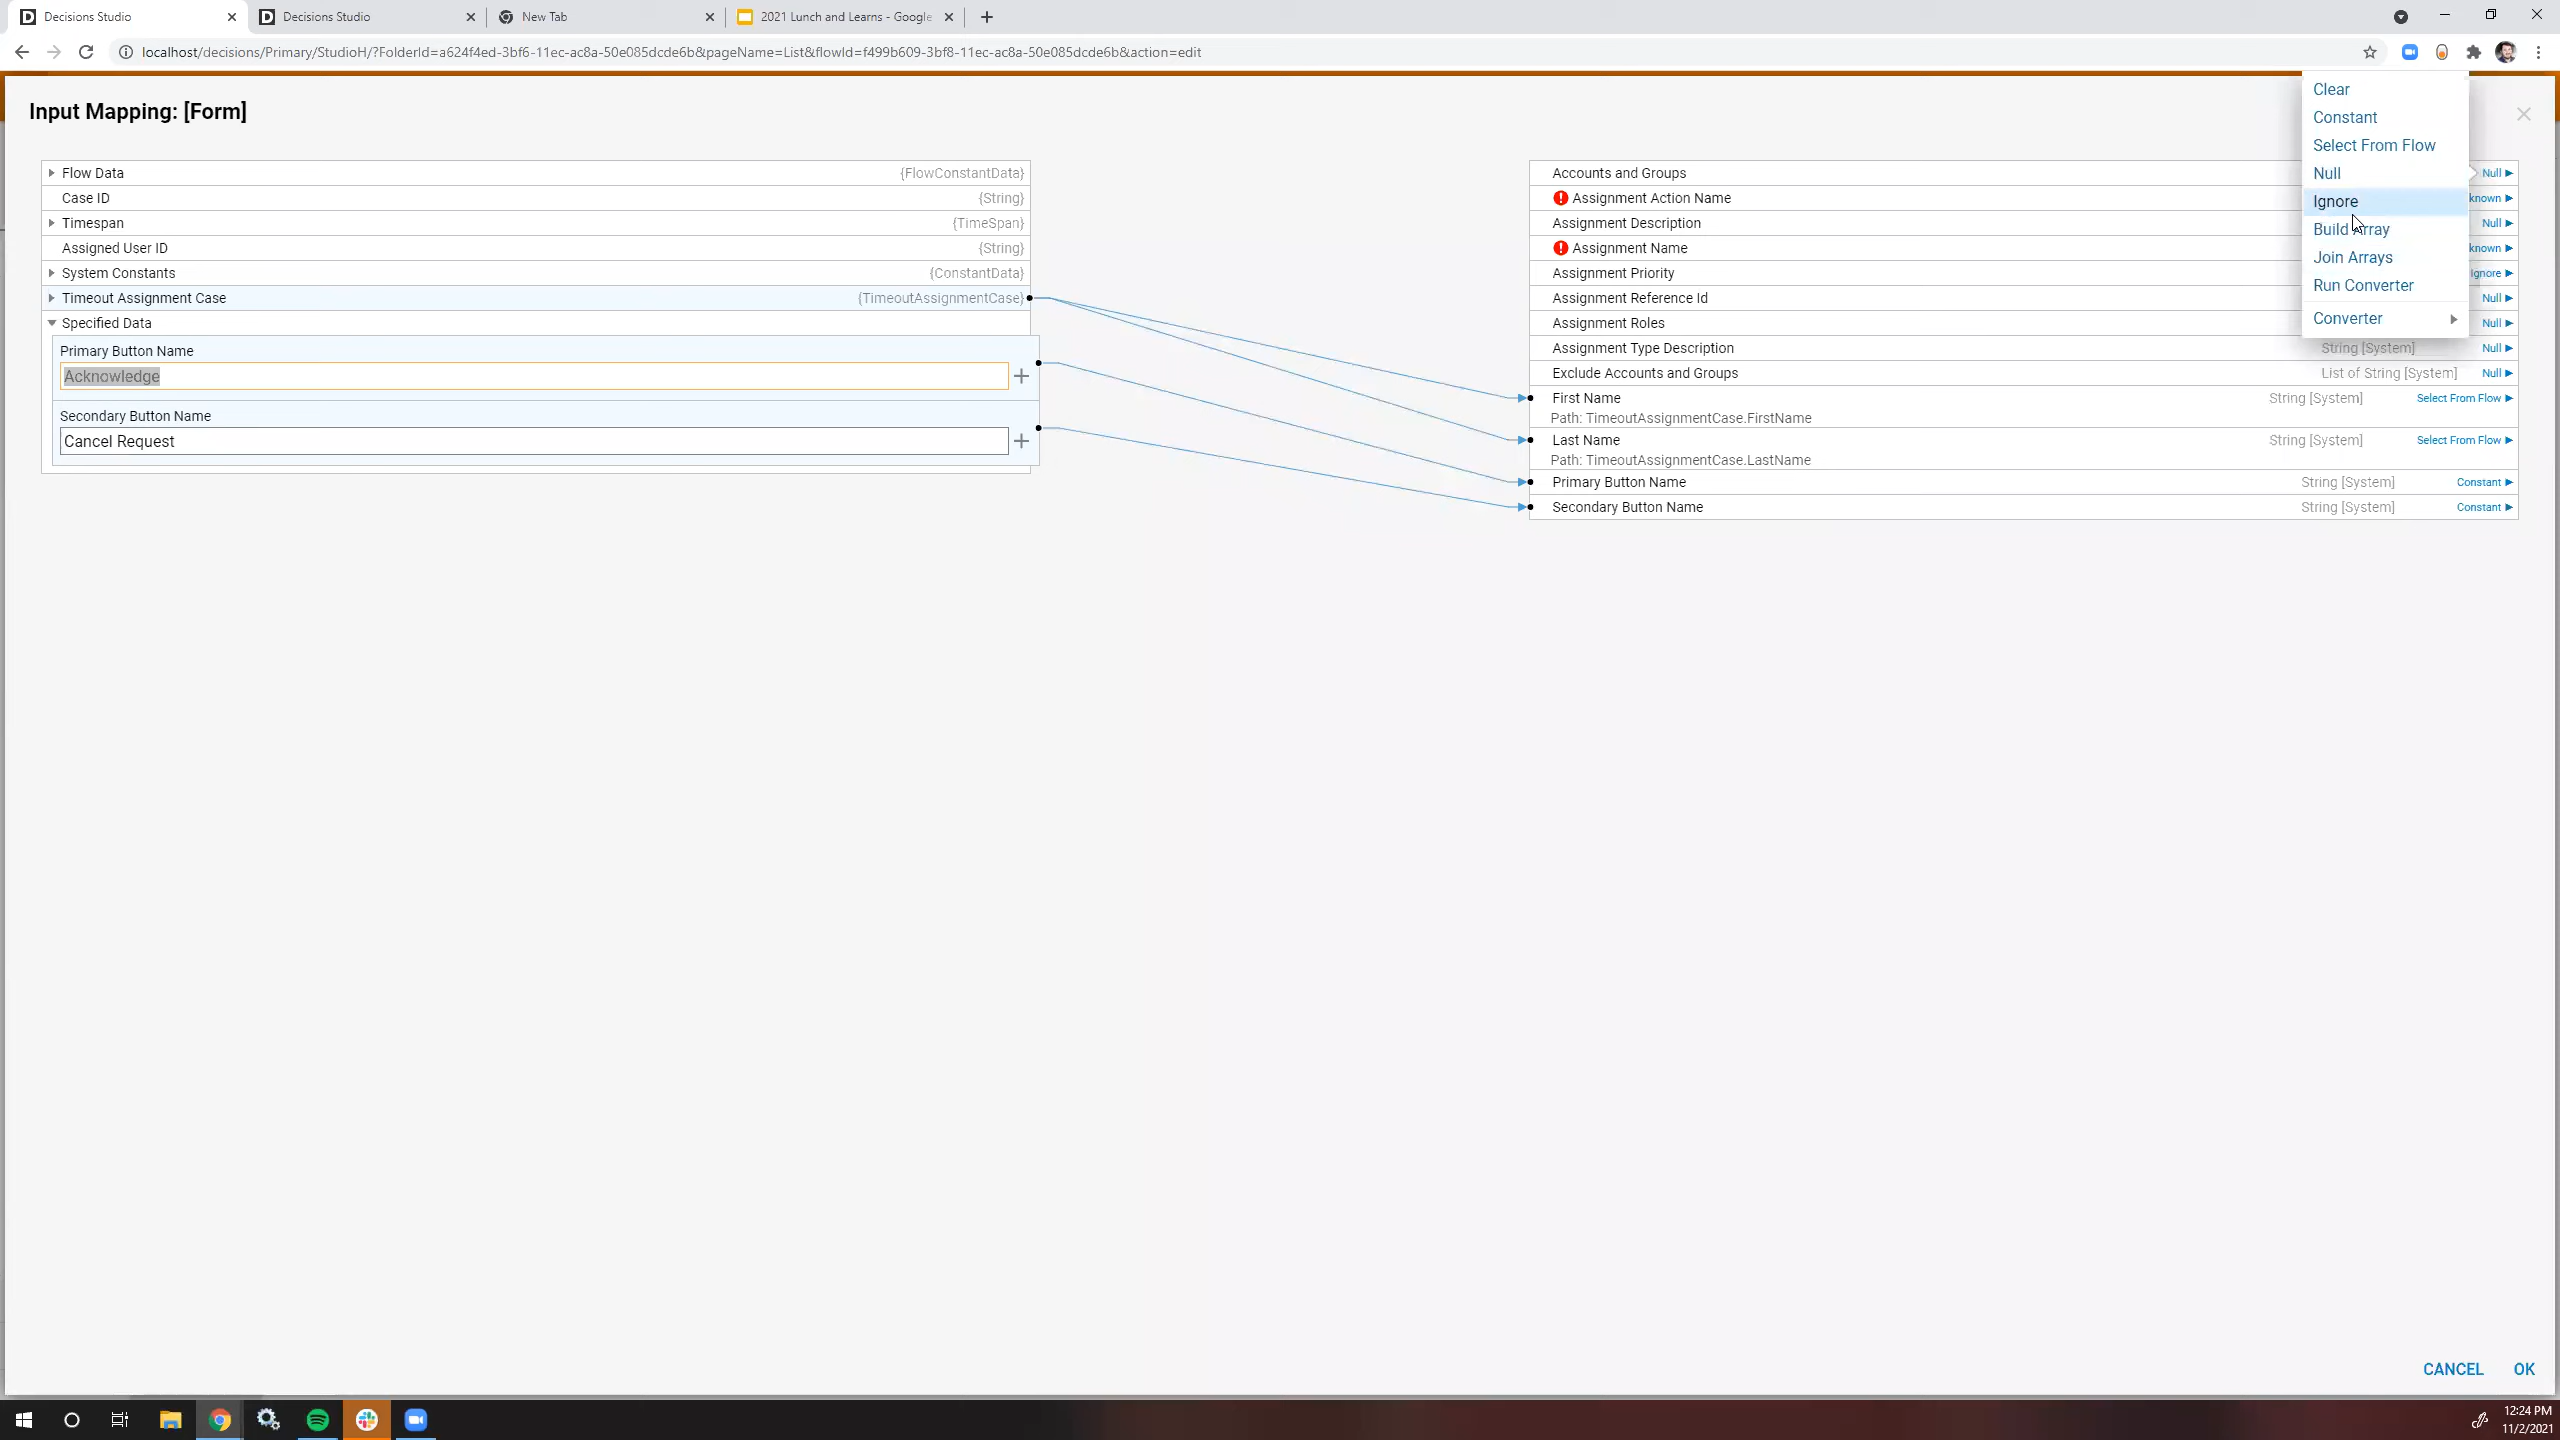 Decisions Studio
Decisions Studio
New Tab
2021 Lunch and Learns - Google
localhost/decisions/Primary/StudioH/?FolderId=a624f4ed-3bf6-11ec-ac8a-50e085dcde6b&pageName=List&flowId=f499b609-3bf8-11ec-ac8a-50e085dcde6b&action=edit
Input Mapping: [Form]
Flow Data {FlowConstantData}
Case ID {String}
Timespan {TimeSpan}
Assigned User ID {String}
System Constants {ConstantData}
Timeout Assignment Case {TimeoutAssignmentCase}
Specified Data
Primary Button Name
Acknowledge
Secondary Button Name
Cancel Request
Clear
Constant
Select From Flow
Null
Ignore
Build Array
Join Arrays
Run Converter
Converter
Accounts and Groups Null
Assignment Action Name known
Assignment Description Null
Assignment Name known
Assignment Priority Ignore
Assignment Reference Id Null
Assignment Roles Null
Assignment Type Description String [System] Null
Exclude Accounts and Groups List of String [System] Null
First Name String [System] Select From Flow
Path: TimeoutAssignmentCase.FirstName
Last Name String [System] Select From Flow
Path: TimeoutAssignmentCase.LastName
Primary Button Name String [System] Constant
Secondary Button Name String [System] Constant
CANCEL OK
12:24 PM
11/2/2021